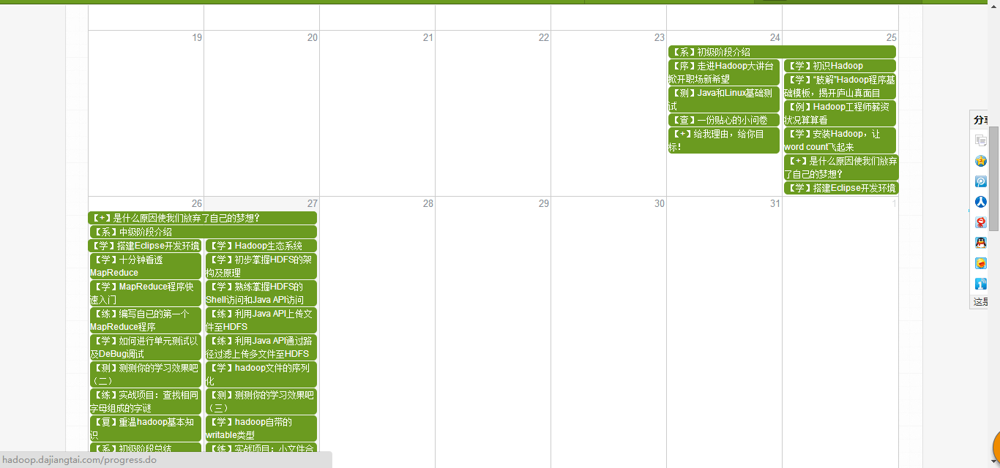 19
20
21
22
23
24
25
【系】初级阶段介绍
【序】走进Hadoop大讲台
掀开职场新希望
【测】Java和Linux基础测
试
【查】一份贴心的小问卷
【+】给我理由，给你目
标！
【学】初识Hadoop
【学】“肢解”Hadoop程序基
础模板，揭开庐山真面目
【例】Hadoop工程师薪资
状况算算看
【学】安装Hadoop，让
word count飞起来
【+】是什么原因使我们放弃
了自己的梦想？
【学】搭建Eclipse开发环境
26
27
28
29
30
31
1
【+】是什么原因使我们放弃了自己的梦想？
【系】中级阶段介绍
【学】搭建Eclipse开发环境
【学】十分钟看透
MapReduce
【学】MapReduce程序快
速入门
【练】编写自己的第一个
MapReduce程序
【学】如何进行单元测试以
及DeBug调试
【测】测测你的学习效果吧
（二）
【练】实战项目：查找相同
字母组成的字谜
【复】重温hadoop基本知
识
【系】初级阶段总结
【学】Hadoop生态系统
【学】初步掌握HDFS的架
构及原理
【学】熟练掌握HDFS的
Shell访问和Java API访问
【练】利用Java API上传文
件至HDFS
【练】利用Java API通过路
径过滤上传多文件至HDFS
【学】hadoop文件的序列
化
【测】测测你的学习效果吧
（三）
【学】hadoop自带的
writable类型
【练】实战项目：小文件合
分享
这是
hadoop.dajiangtai.com/progress.do